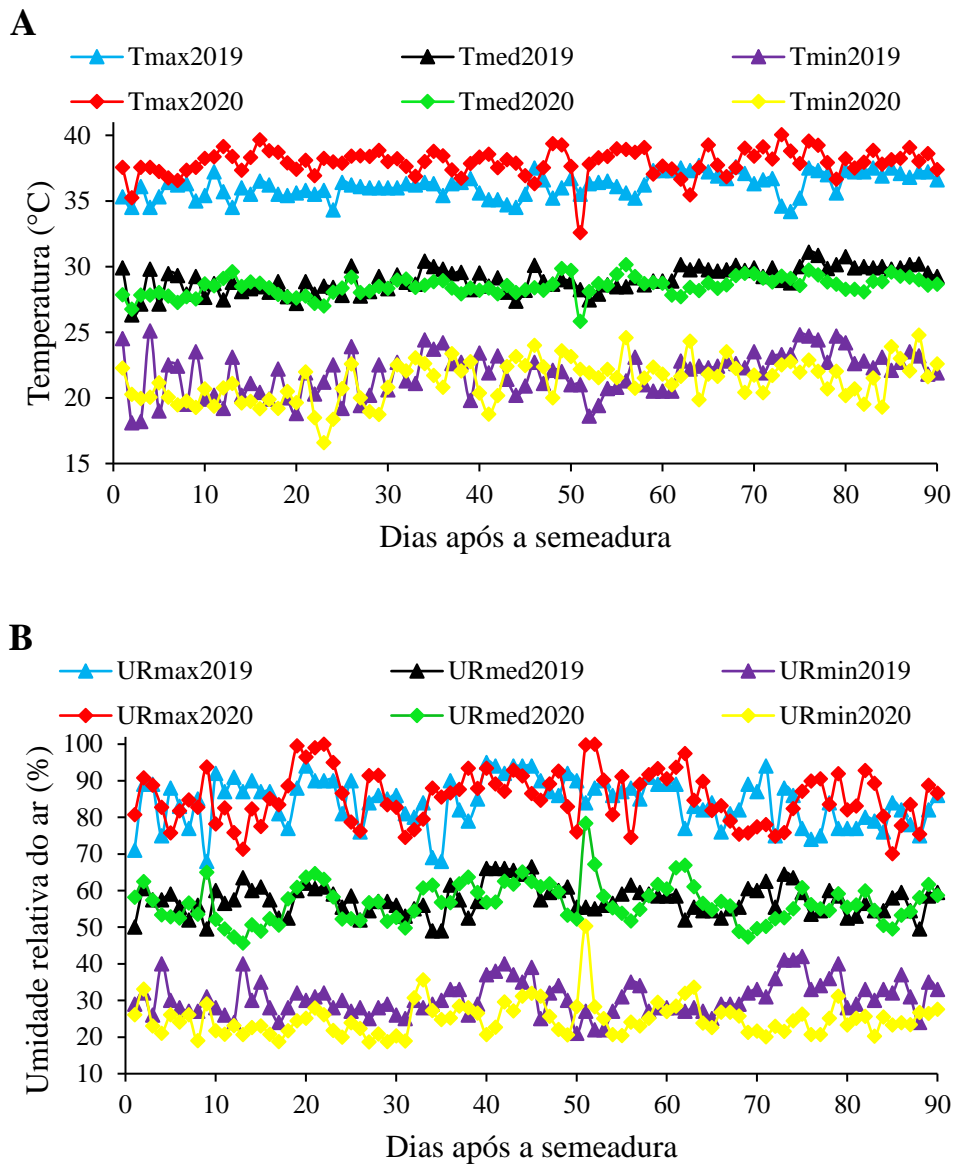 A
Tmax2019 Tmed2019 Tmin2019
Tmax2020 Tmed2020 Tmin2020
Temperatura (°C)
40
35
30
25
20
15
0 10 20 30 40 50 60 70 80 90
Dias após a semeadura
B
URmax2019 URmed2019 URmin2019
URmax2020 URmed2020 URmin2020
Umidade relativa do ar (%)
100
90
80
70
60
50
40
30
20
10
0 10 20 30 40 50 60 70 80 90
Dias após a semeadura